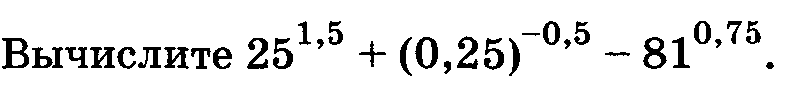 Вычислите 25^{1,5} + (0,25)^{−0,5} − 81^{0,75}.